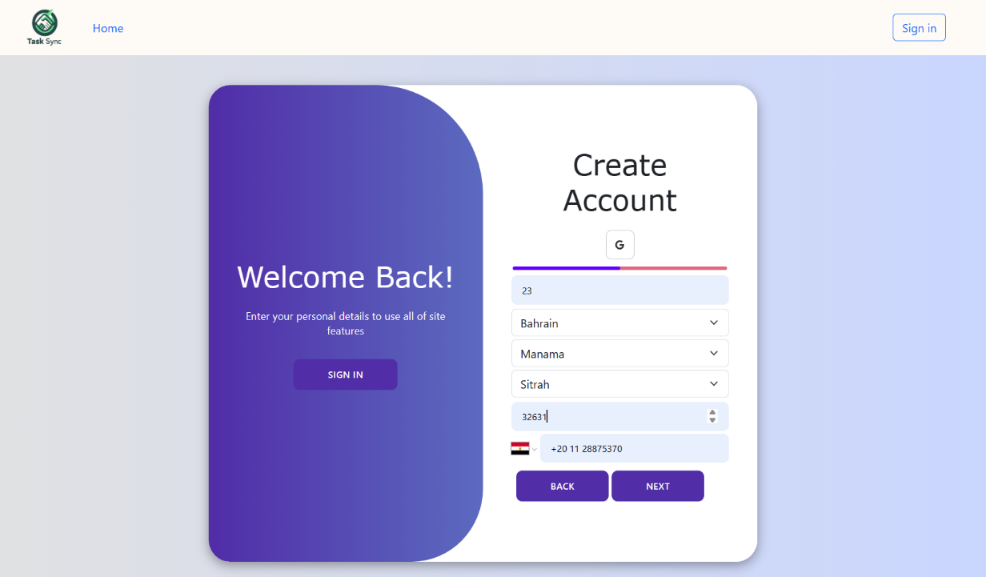 Task Sync
Home
Sign in
Welcome Back!
Enter your personal details to use all of site
features
SIGN IN
Create
Account
G
23
Bahrain
Manama
Sitrah
32631
+20 11 28875370
BACK
NEXT